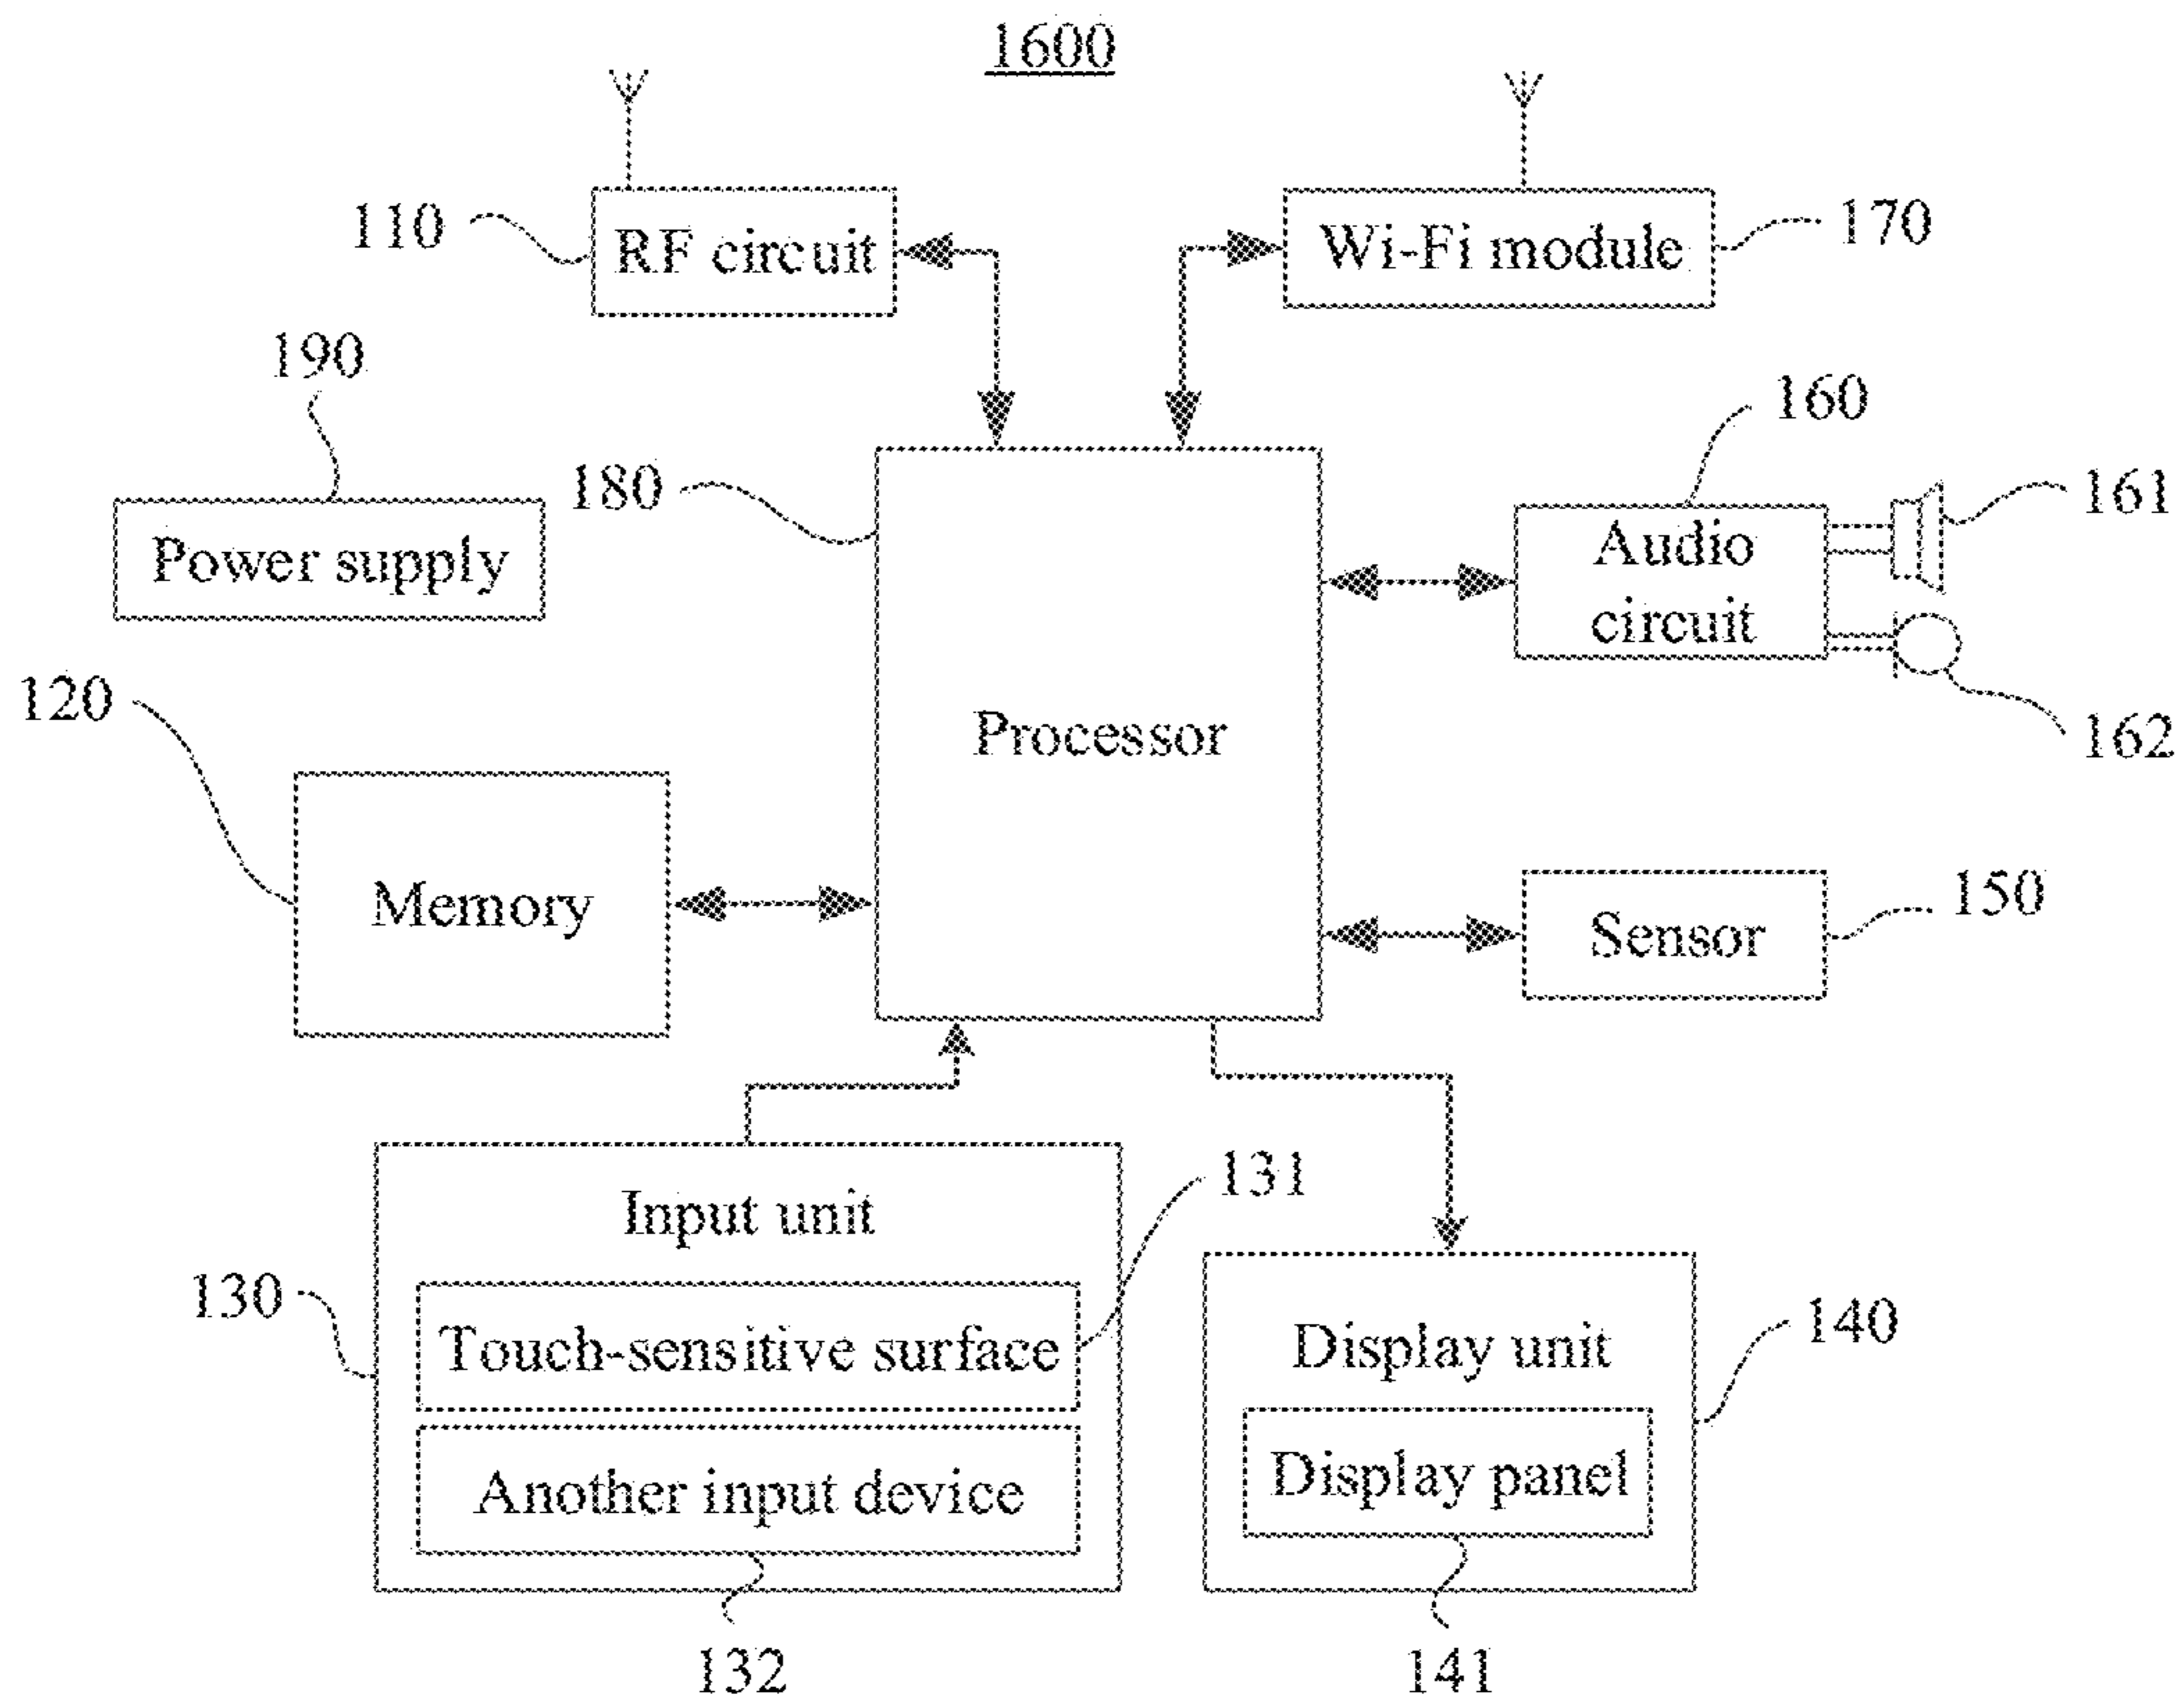 1600
110
RF circuit
Wi-Fi module
170
190
160
180
161
Power supply
Audio
circuit
120
Processor
162
Memory
Sensor
150
131
Input unit
130
Touch-sensitive surface
Display unit
140
Another input device
Display panel
132
141